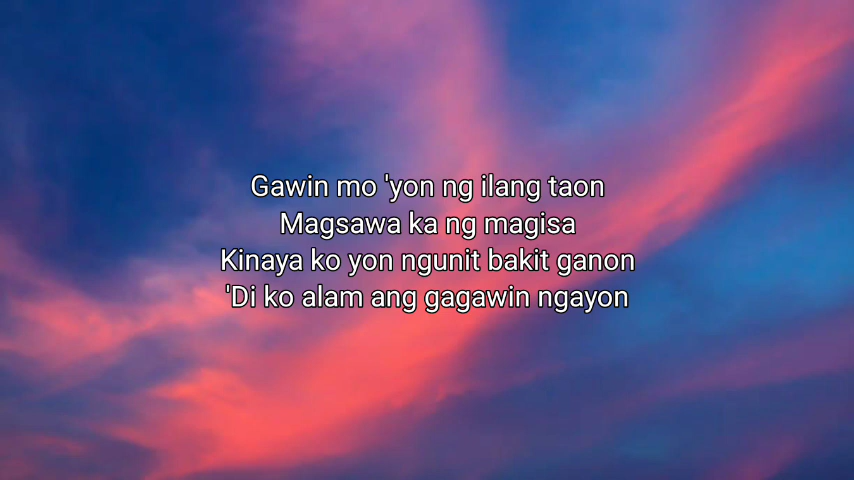 Gawin mo 'yon ng ilang taon
Magsawa ka ng magisa
Kinaya ko yon ngunit bakit ganon
'Di ko alam ang gagawin ngayon